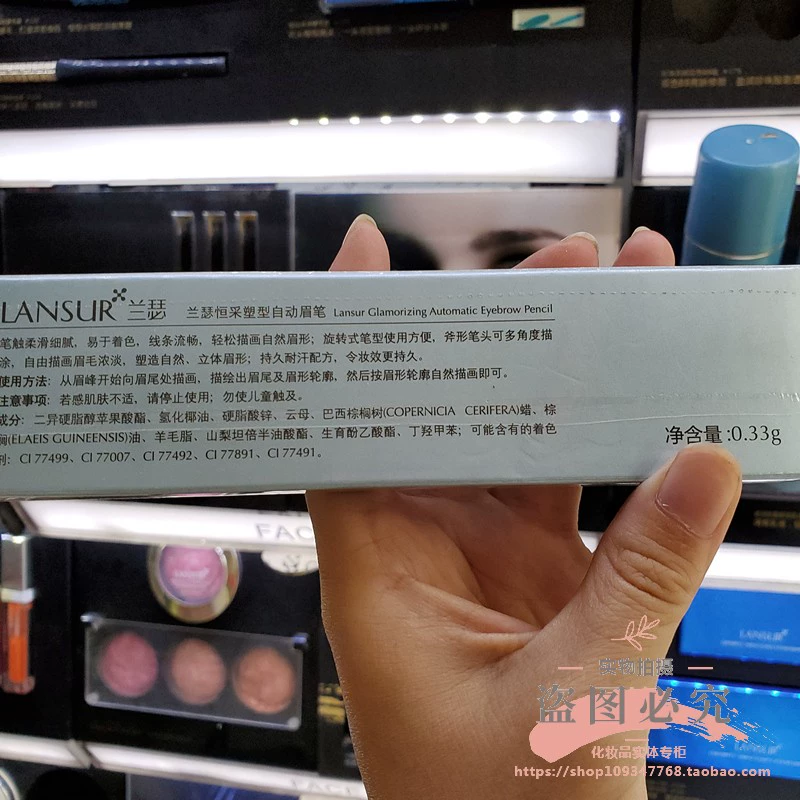 LANSUR 兰瑟 兰瑟恒采塑型自动眉笔 Lansur Glamorizing Automatic Eyebrow Pencil
笔触柔滑细腻，易于着色，线条流畅，轻松描画自然眉形；旋转式笔型使用方便，斧形笔头可多角度描
涂，自由描画眉毛浓淡，塑造自然、立体眉形；持久耐汗配方，令妆效更持久。
使用方法：从眉峰开始向眉尾处描画，描绘出眉尾及眉形轮廓，然后按眉形轮廓自然描画即可。
注意事项：若感肌肤不适，请停止使用；勿使儿童触及。
成分：二异硬脂醇苹果酸酯、氢化椰油、硬脂酸锌、云母、巴西棕榈树(COPERNICIA CERIFERA)蜡、棕
榈(ELAEIS GUINEENSIS)油、羊毛脂、山梨坦倍半油酸酯、生育酚乙酸酯、丁羟甲苯；可能含有的着色
剂：CI 77499、CI 77007、CI 77492、CI 77891、CI 77491。
净含量:0.33g
FAC
LANSUR
LANSUR
实物拍摄
盗图必究
化妆品实体专柜
https://shop109347768.taobao.com